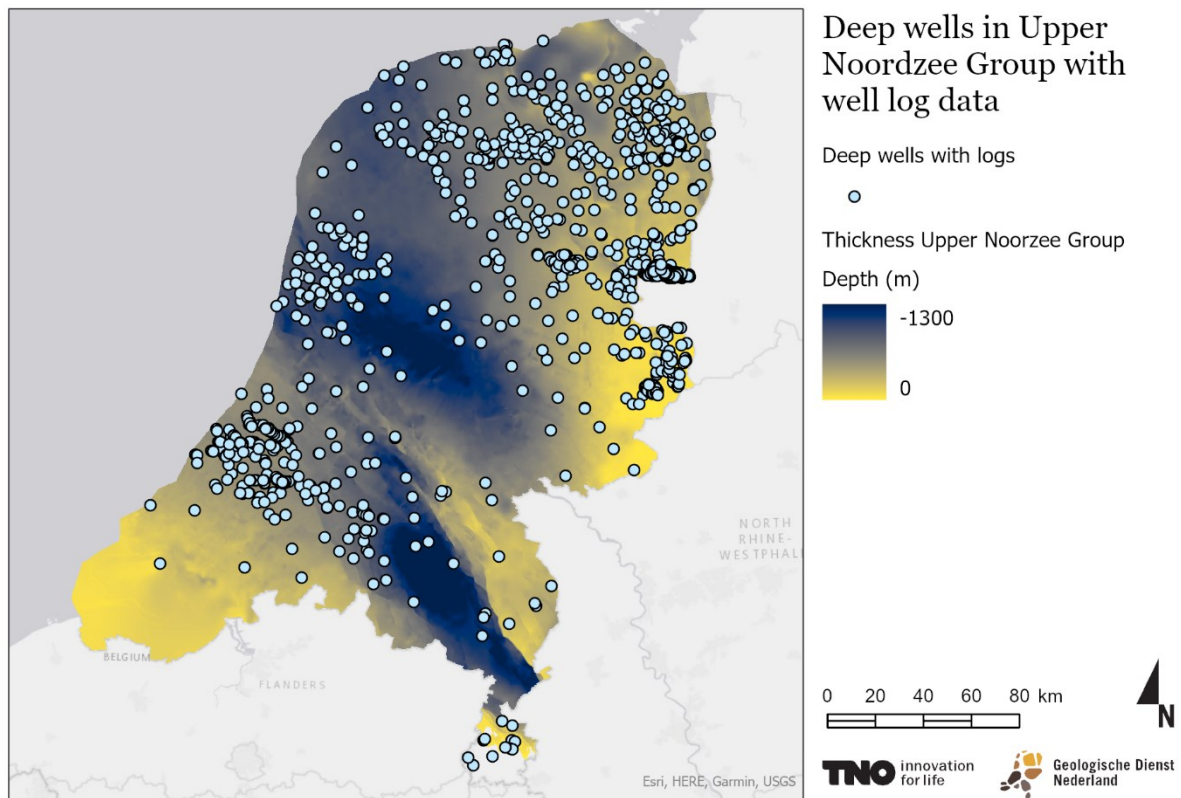 Deep wells in Upper
Noordzee Group with
well log data
Deep wells with logs
Thickness Upper Noorzee Group
Depth (m)
-1300
0
NORTH
RHINE-
WESTPHAL
BELGIUM
FLANDERS
0 20 40 60 80 km
N
Esri, HERE, Garmin, USGS
TNO innovation
for life
Geologische Dienst
Nederland